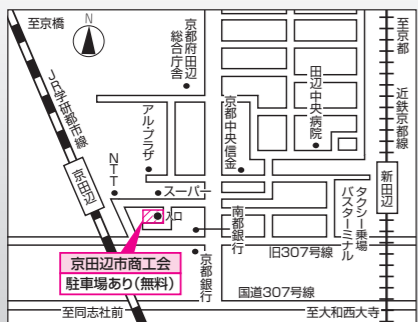 至京橋
N
JR学研都市線
京田辺
NTT
アル・プラザ
スーパー
入口
京都府田辺
総合庁舎
京都中央信金
田辺中央病院
至京都
近鉄京都線
新田辺
タクシー乗場
バスターミナル
南都銀行
京都銀行
旧307号線
国道307号線
京田辺市商工会
駐車場あり(無料)
至同志社前
至大和西大寺